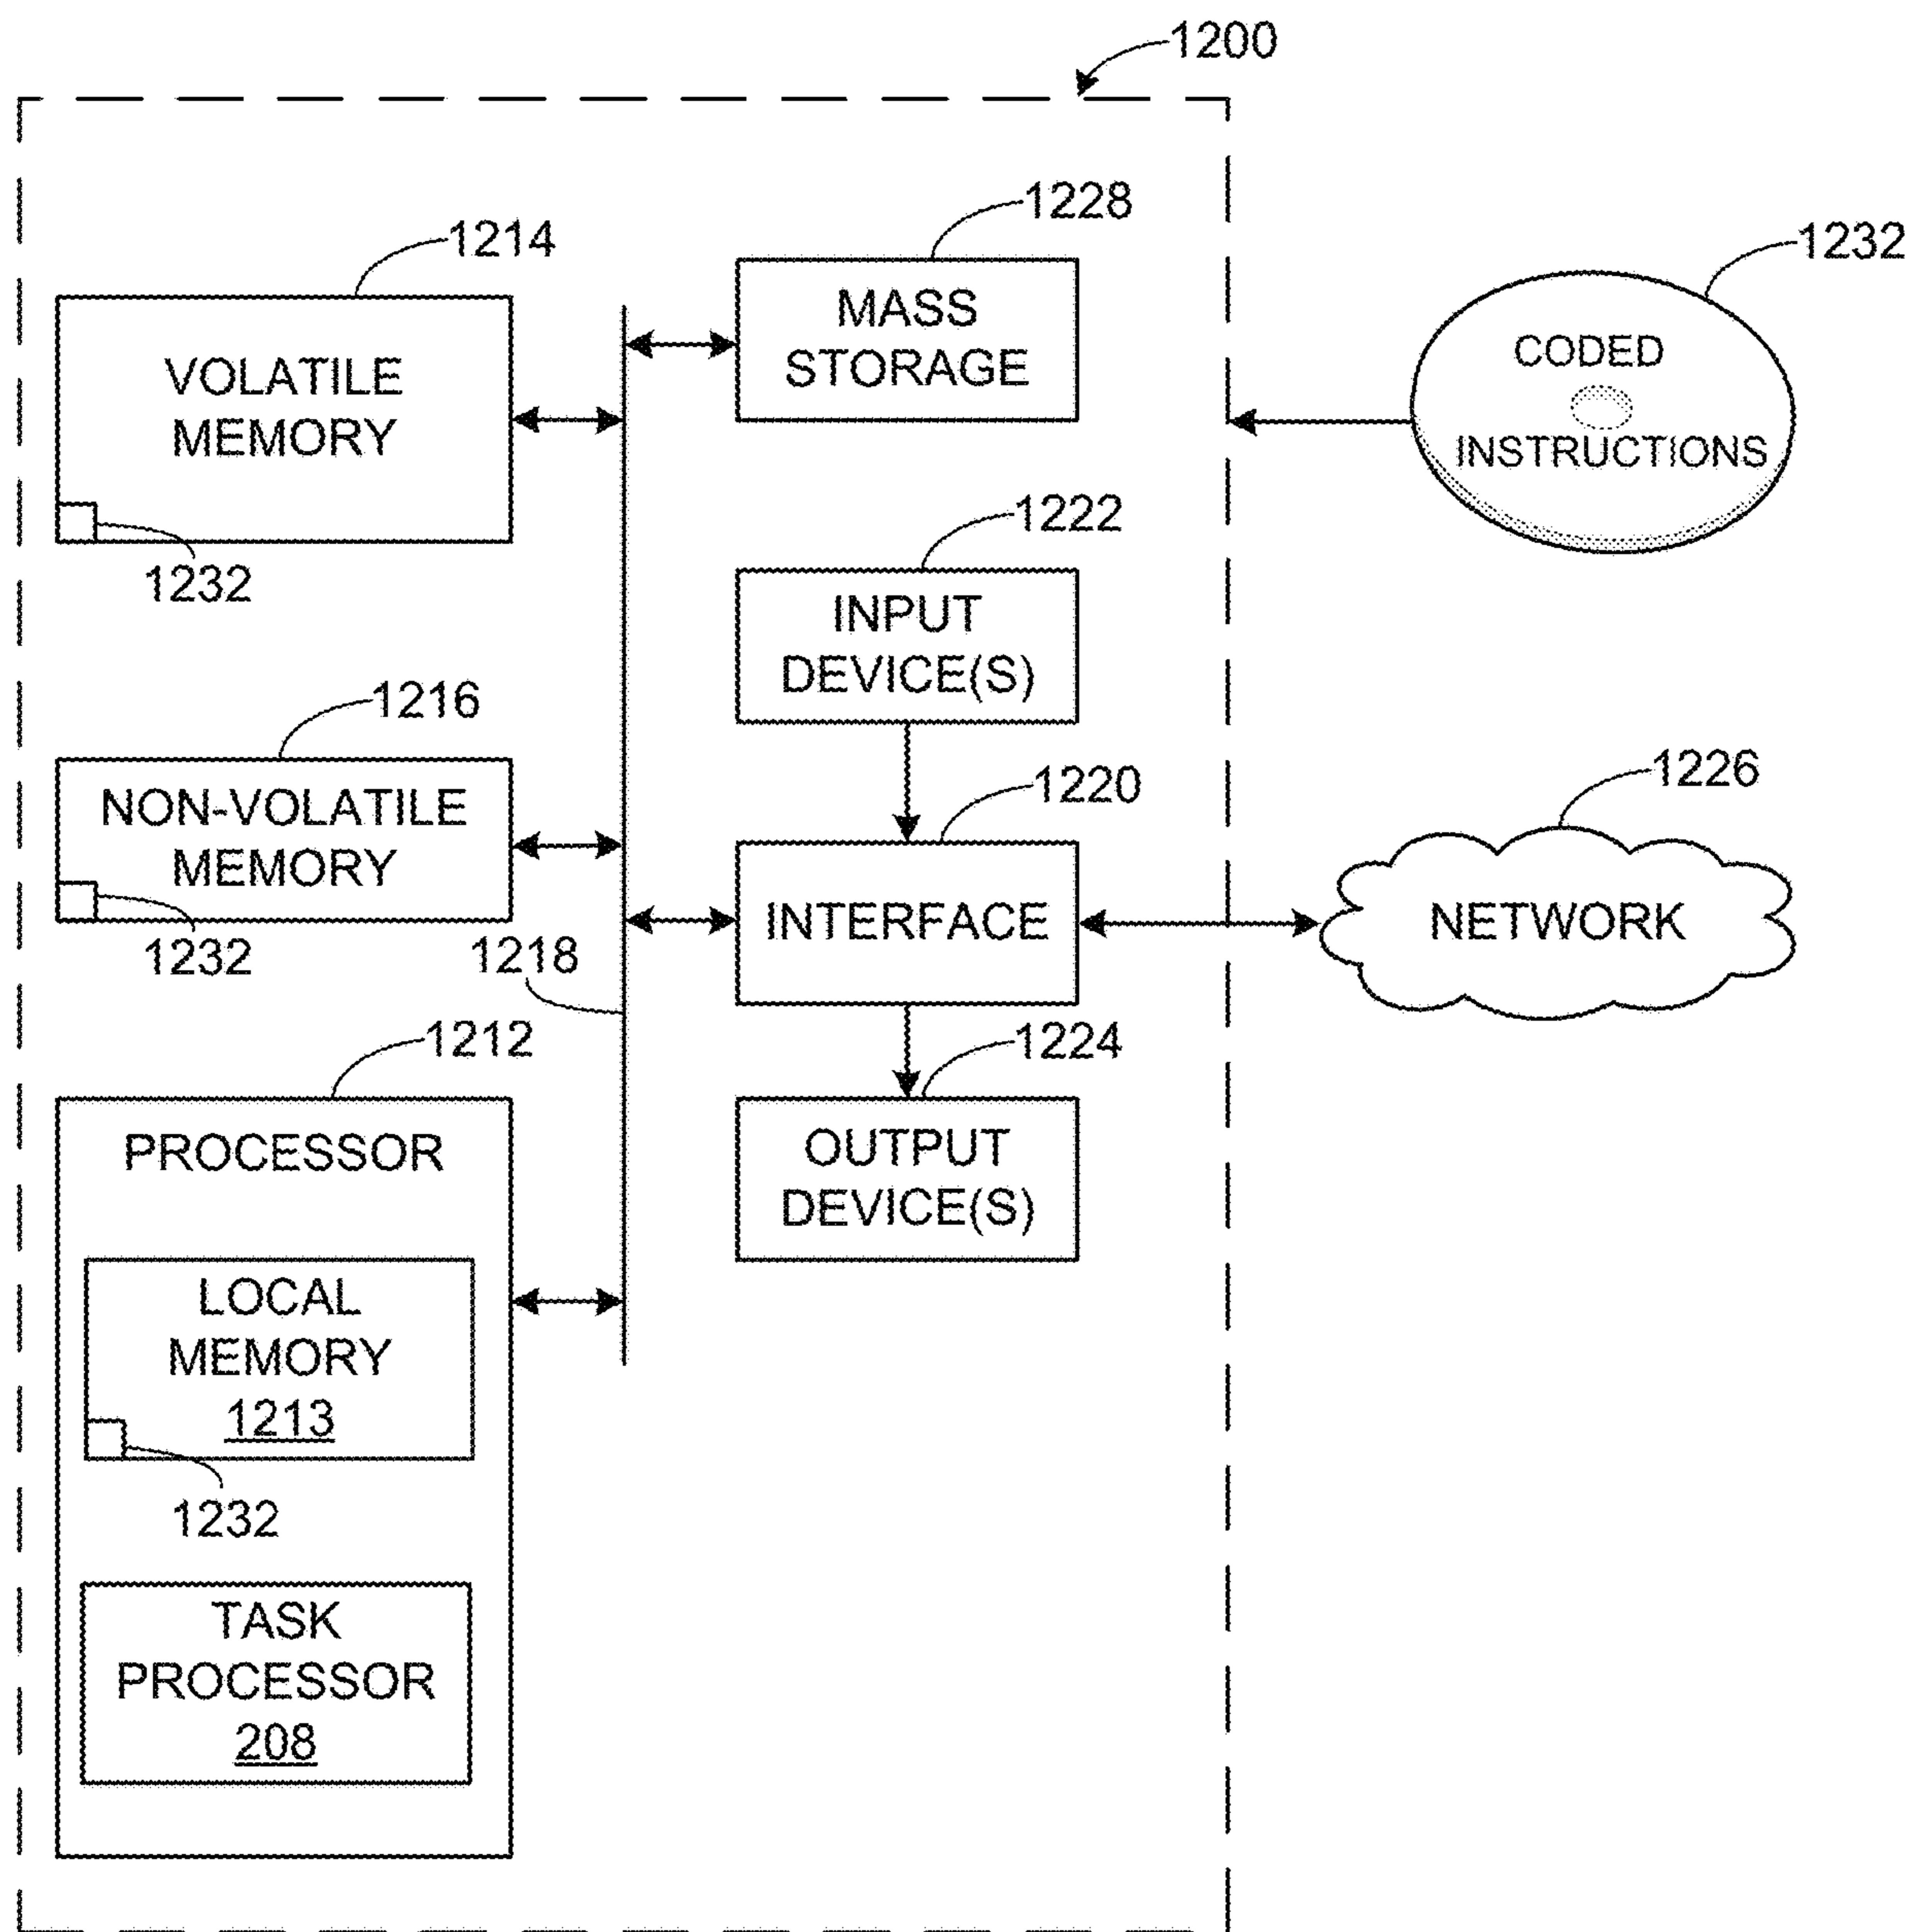 1200
1228
1214
1232
MASS
STORAGE
VOLATILE
MEMORY
CODED
INSTRUCTIONS
1222
1232
INPUT
DEVICE(S)
1216
1220
1226
NON-VOLATILE
MEMORY
INTERFACE
NETWORK
1232
1218
1212
1224
PROCESSOR
OUTPUT
DEVICE(S)
LOCAL
MEMORY
1213
1232
TASK
PROCESSOR
208